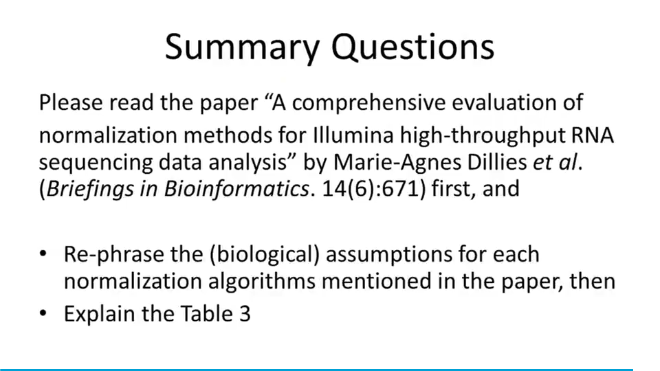 Summary Questions
Please read the paper “A comprehensive evaluation of
normalization methods for Illumina high-throughput RNA
sequencing data analysis” by Marie-Agnes Dillies et al.
(Briefings in Bioinformatics. 14(6):671) first, and
• Re-phrase the (biological) assumptions for each
normalization algorithms mentioned in the paper, then
• Explain the Table 3